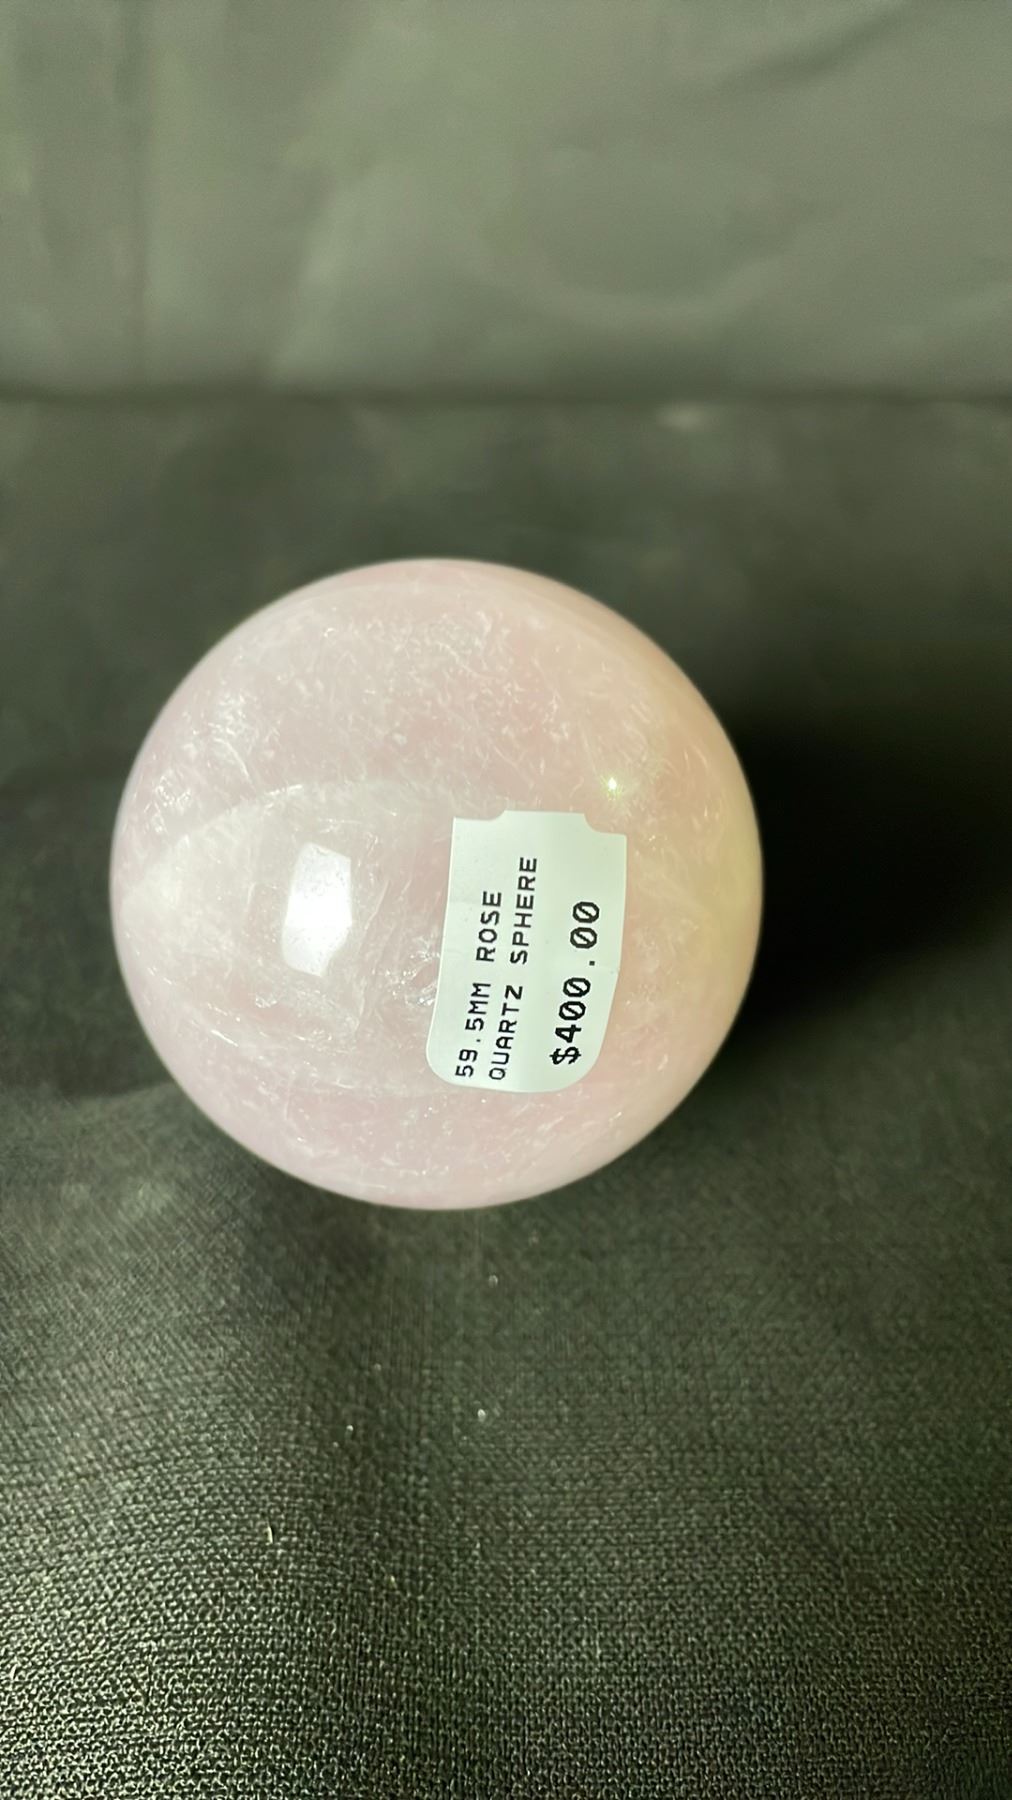 59.5MM ROSE
QUARTZ SPHERE
$400.00